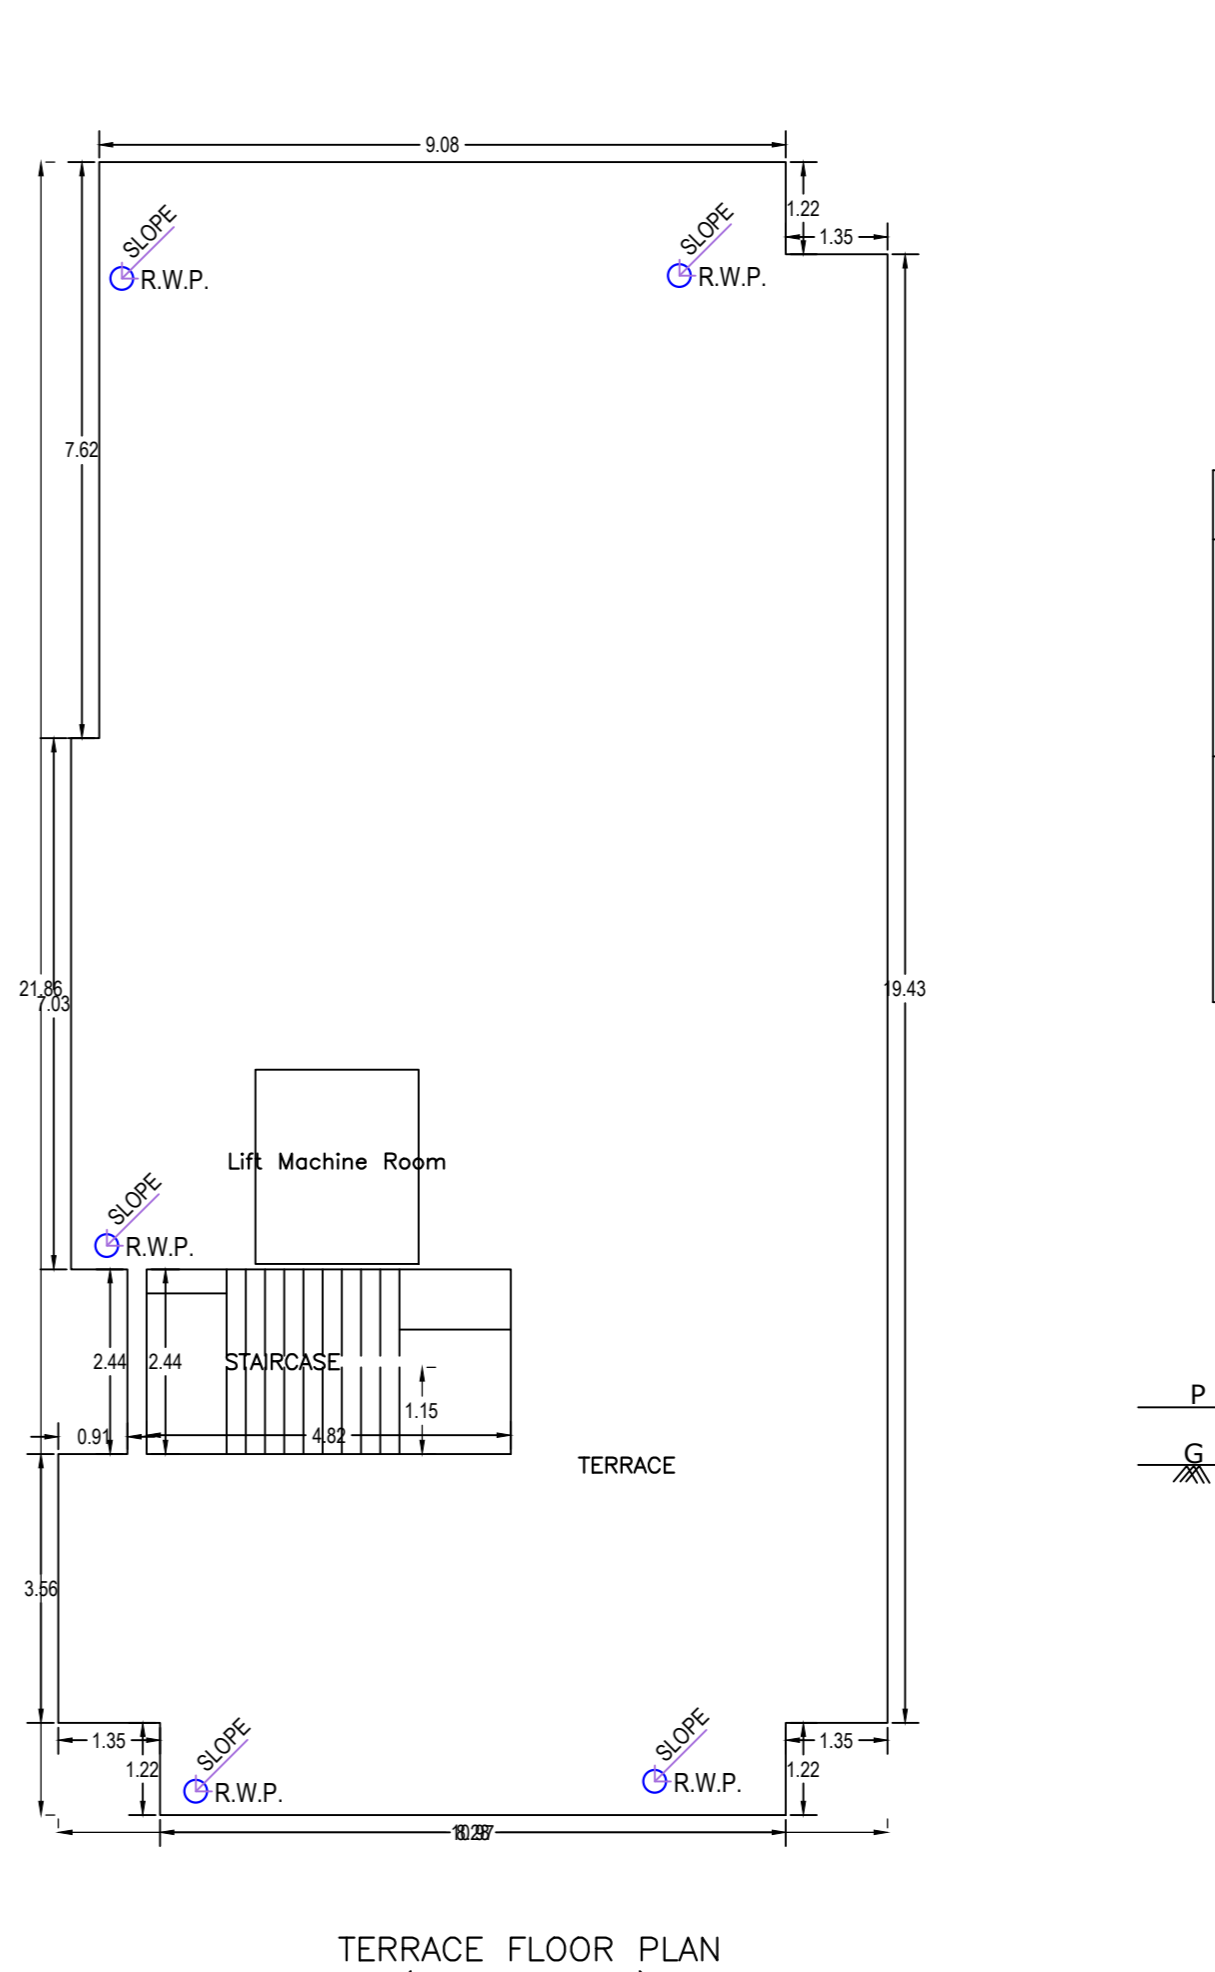 9.08
1.22
1.35
SLOPE
R.W.P.
SLOPE
R.W.P.
7.62
21.86
7.03
19.43
Lift Machine Room
SLOPE
R.W.P.
2.44
2.44
STAIRCASE
1.15
0.91
4.82
TERRACE
P
G
3.56
1.35
1.22
SLOPE
R.W.P.
SLOPE
R.W.P.
1.35
1.22
TERRACE FLOOR PLAN